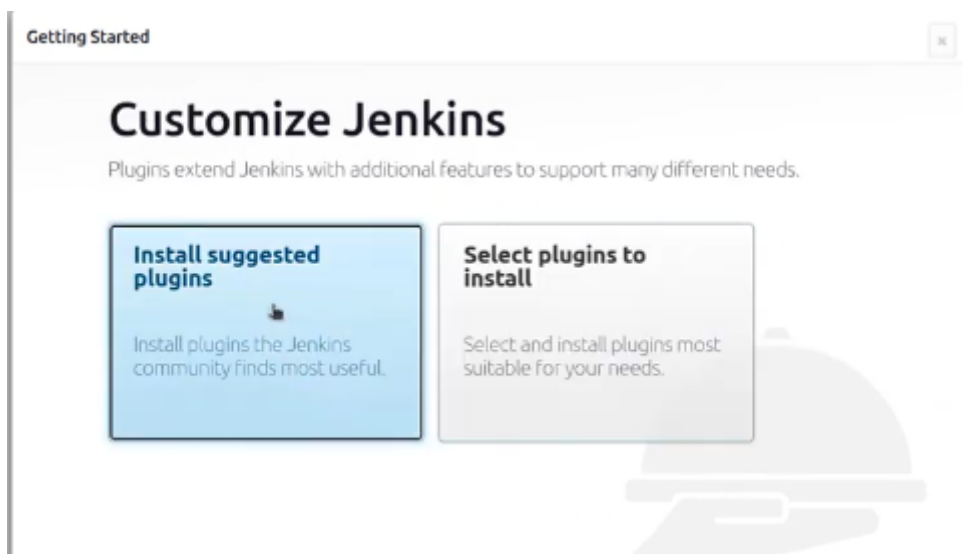 Getting Started
×
Customize Jenkins
Plugins extend Jenkins with additional features to support many different needs.
Install suggested
plugins
Install plugins the Jenkins
community finds most useful.
Select plugins to
install
Select and install plugins most
suitable for your needs.